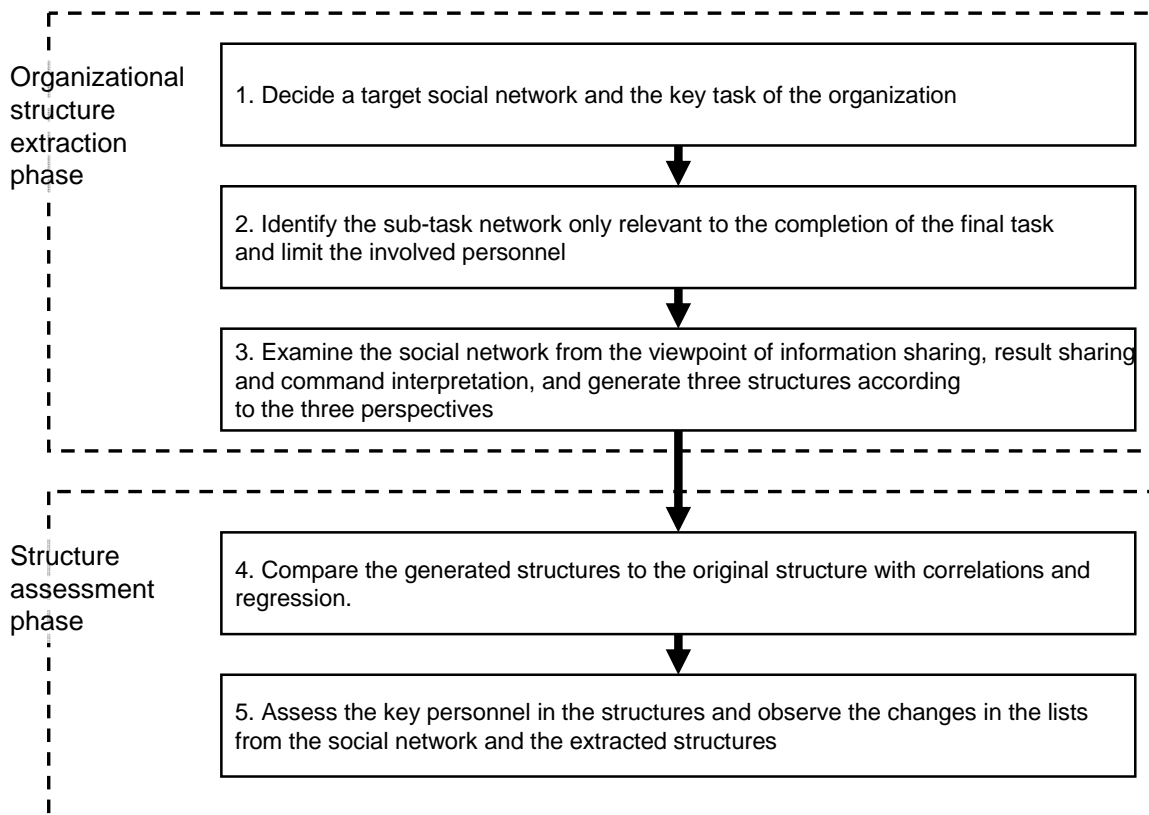 Organizational
structure
extraction
phase
1. Decide a target social network and the key task of the organization
2. Identify the sub-task network only relevant to the completion of the final task
and limit the involved personnel
3. Examine the social network from the viewpoint of information sharing, result sharing
and command interpretation, and generate three structures according
to the three perspectives
Structure
assessment
phase
4. Compare the generated structures to the original structure with correlations and
regression.
5. Assess the key personnel in the structures and observe the changes in the lists
from the social network and the extracted structures